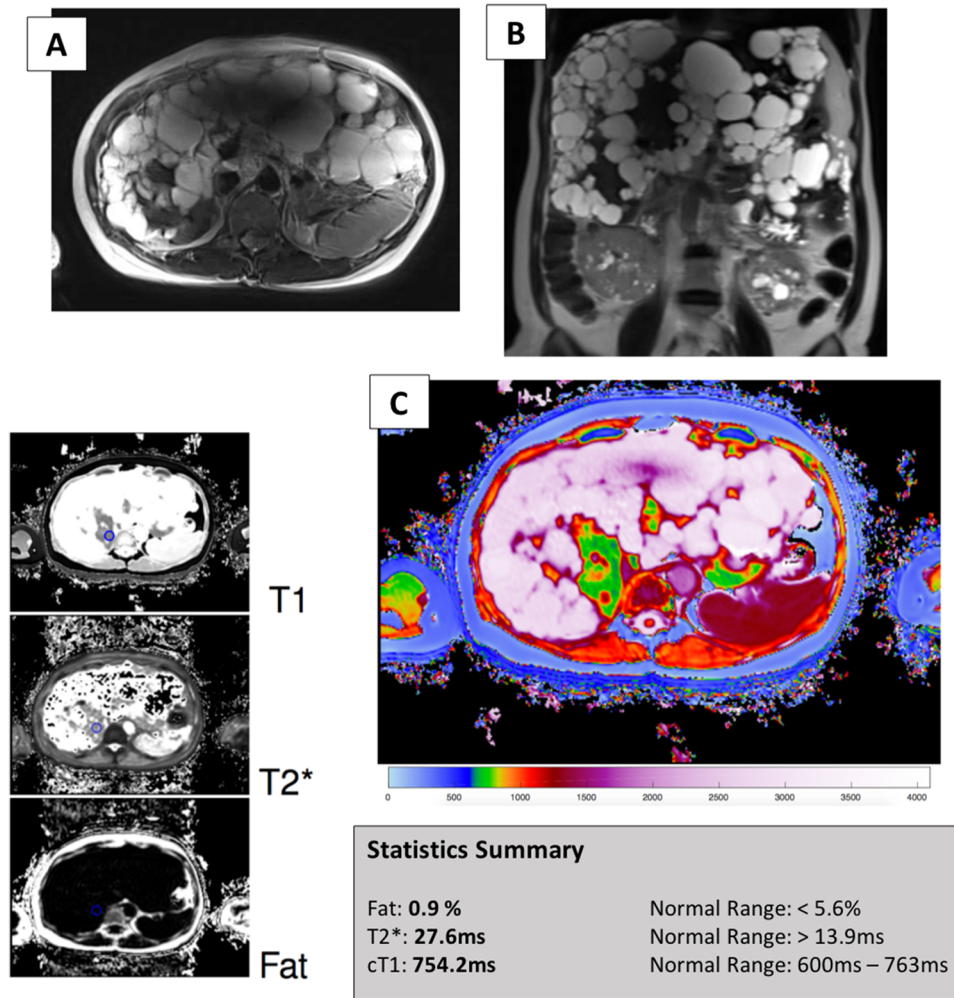 A
B
C
T1
T2*
Fat
0 500 1000 1500 2000 2500 3000 3500 4000
Statistics Summary
Fat: 0.9 % Normal Range: < 5.6%
T2*: 27.6ms Normal Range: > 13.9ms
cT1: 754.2ms Normal Range: 600ms – 763ms